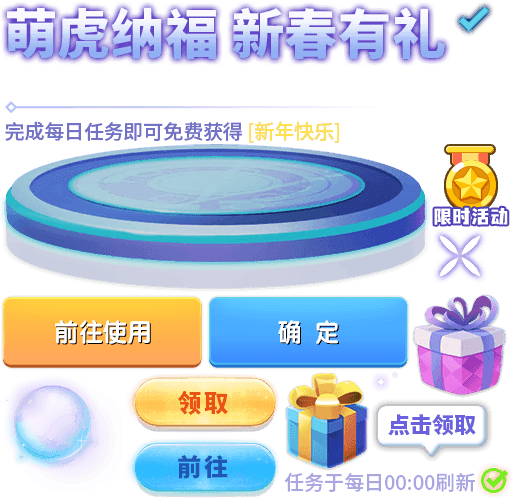 萌虎纳福 新春有礼
完成每日任务即可免费获得 [新年快乐]
限时活动
前往使用
确 定
领取
点击领取
前往
任务于每日00:00刷新